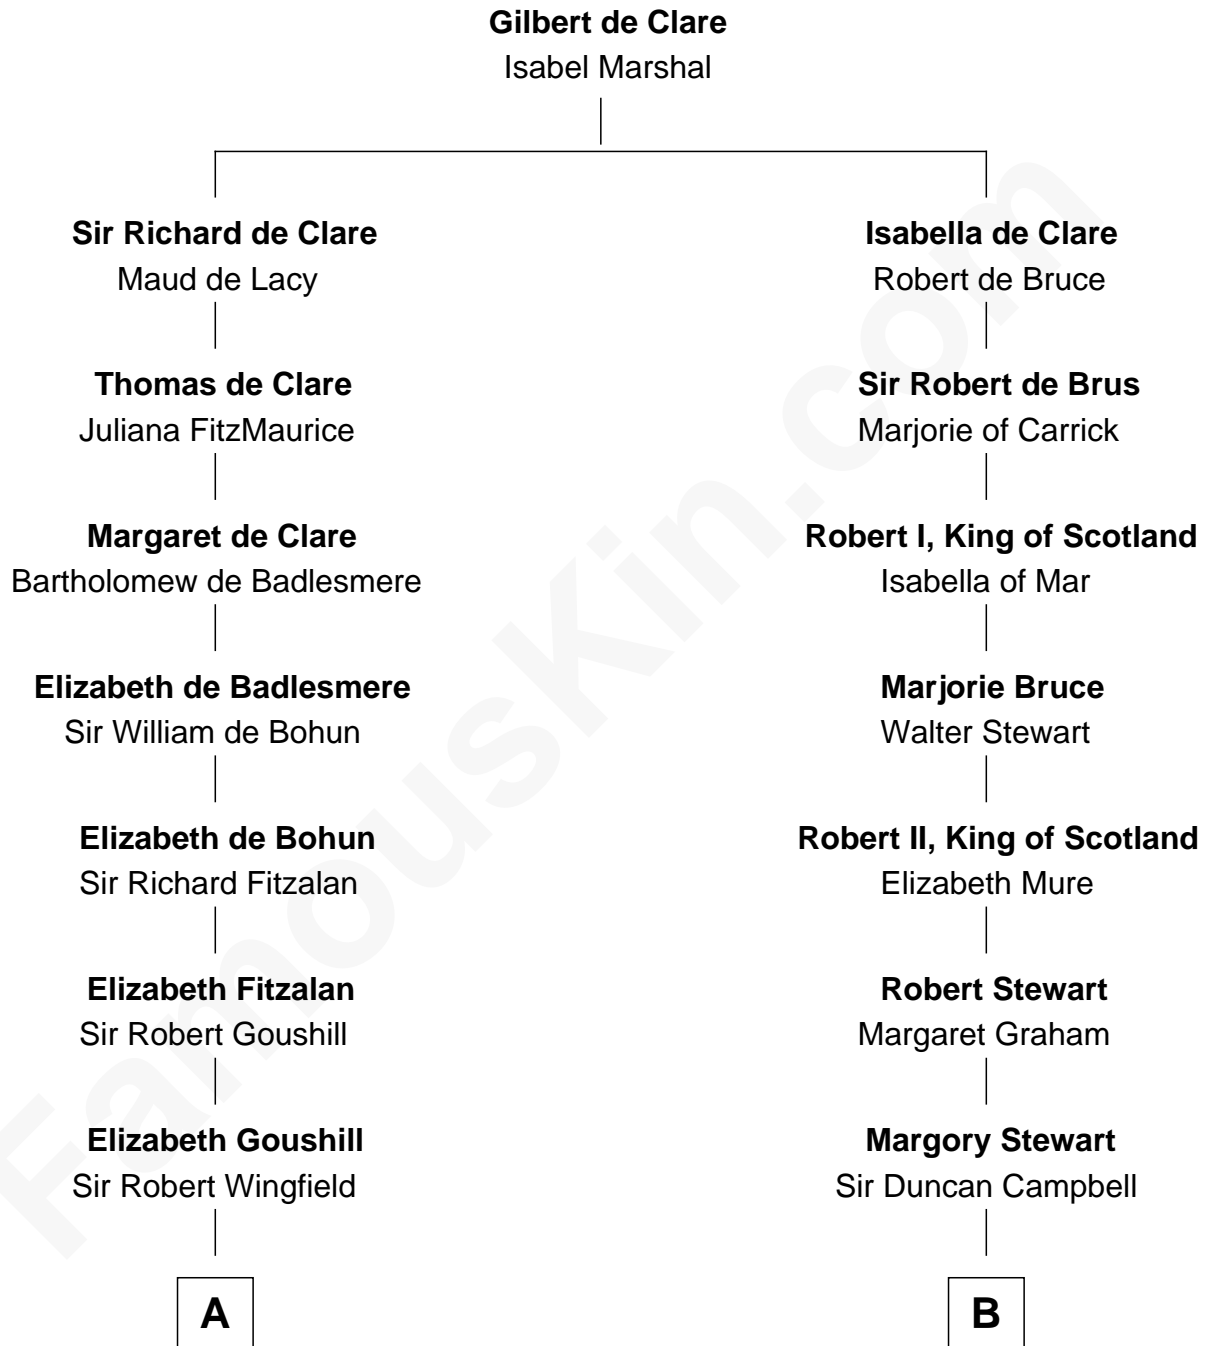 Gilbert de Clare
Isabel Marshal
Sir Richard de Clare
Maud de Lacy
Isabella de Clare
Robert de Bruce
Thomas de Clare
Juliana FitzMaurice
Sir Robert de Brus
Marjorie of Carrick
Margaret de Clare
Bartholomew de Badlesmere
Robert I, King of Scotland
Isabella of Mar
Elizabeth de Badlesmere
Sir William de Bohun
Marjorie Bruce
Walter Stewart
Elizabeth de Bohun
Sir Richard Fitzalan
Robert II, King of Scotland
Elizabeth Mure
Elizabeth Fitzalan
Sir Robert Goushill
Robert Stewart
Margaret Graham
Elizabeth Goushill
Sir Robert Wingfield
Margory Stewart
Sir Duncan Campbell
A
B
FamousKin.com